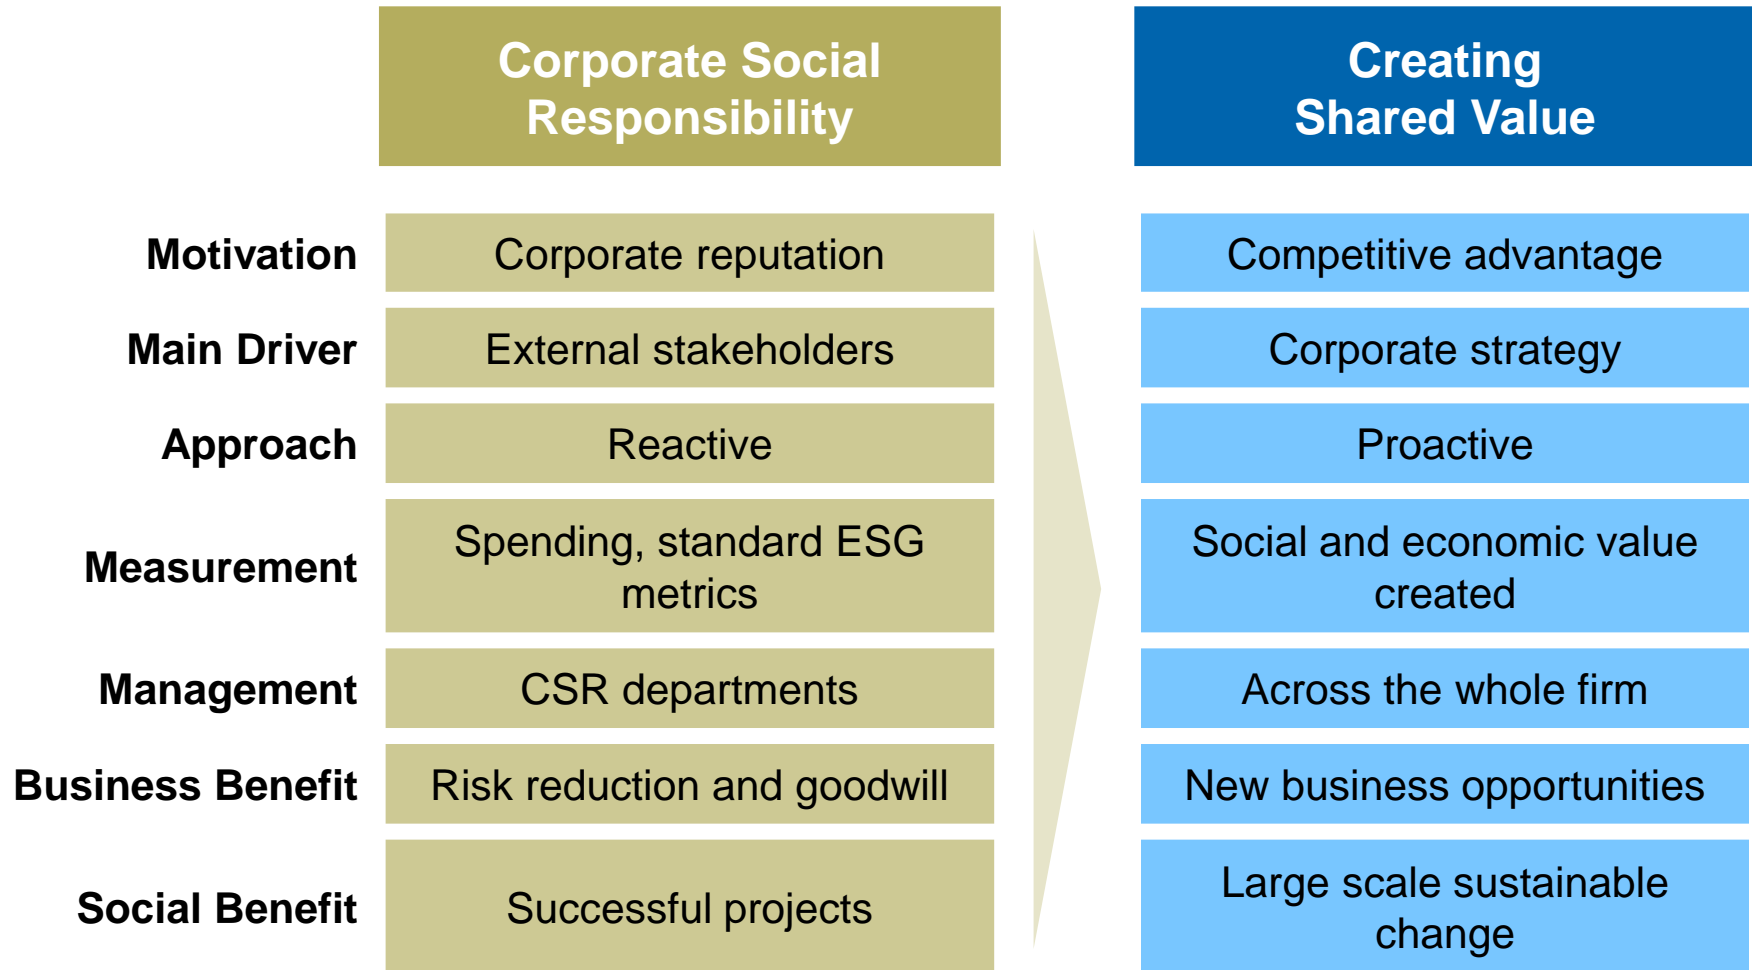 Corporate Social
Responsibility
Creating
Shared Value
Motivation
Corporate reputation
Competitive advantage
Main Driver
External stakeholders
Corporate strategy
Approach
Reactive
Proactive
Measurement
Spending, standard ESG
metrics
Social and economic value
created
Management
CSR departments
Across the whole firm
Business Benefit
Risk reduction and goodwill
New business opportunities
Social Benefit
Successful projects
Large scale sustainable
change